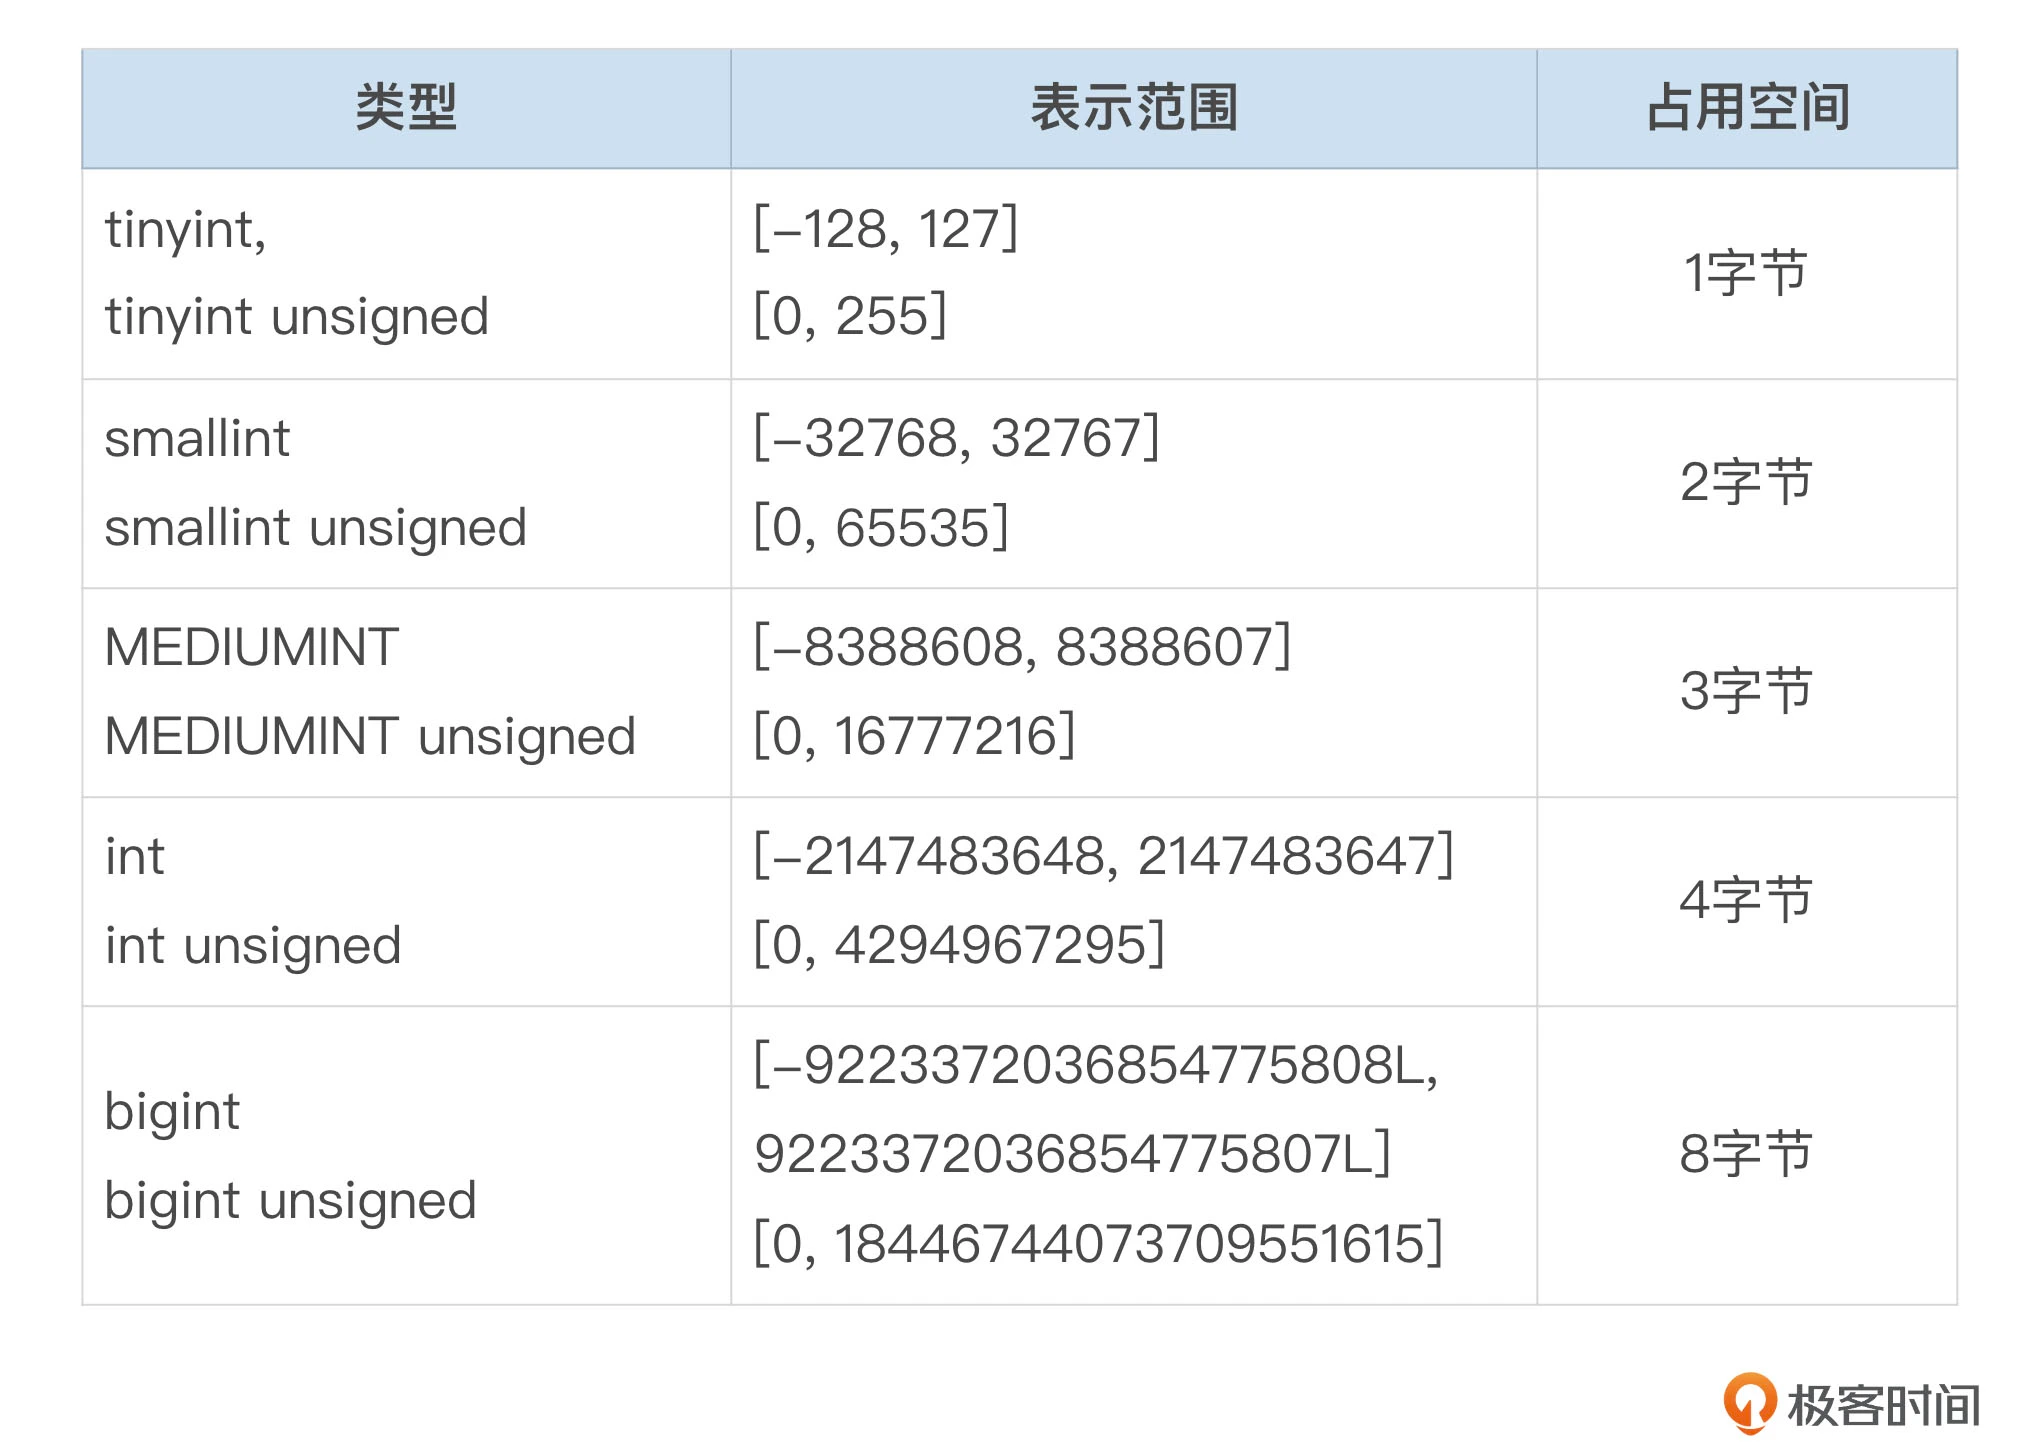 类型 表示范围 占用空间
tinyint, [-128, 127]
tinyint unsigned [0, 255]
1字节
smallint [-32768, 32767]
smallint unsigned [0, 65535]
2字节
MEDIUMINT [-8388608, 8388607]
MEDIUMINT unsigned [0, 16777216]
3字节
int [-2147483648, 2147483647]
int unsigned [0, 4294967295]
4字节
bigint
bigint unsigned
[-9223372036854775808L,
9223372036854775807L]
[0, 18446744073709551615]
8字节
极客时间